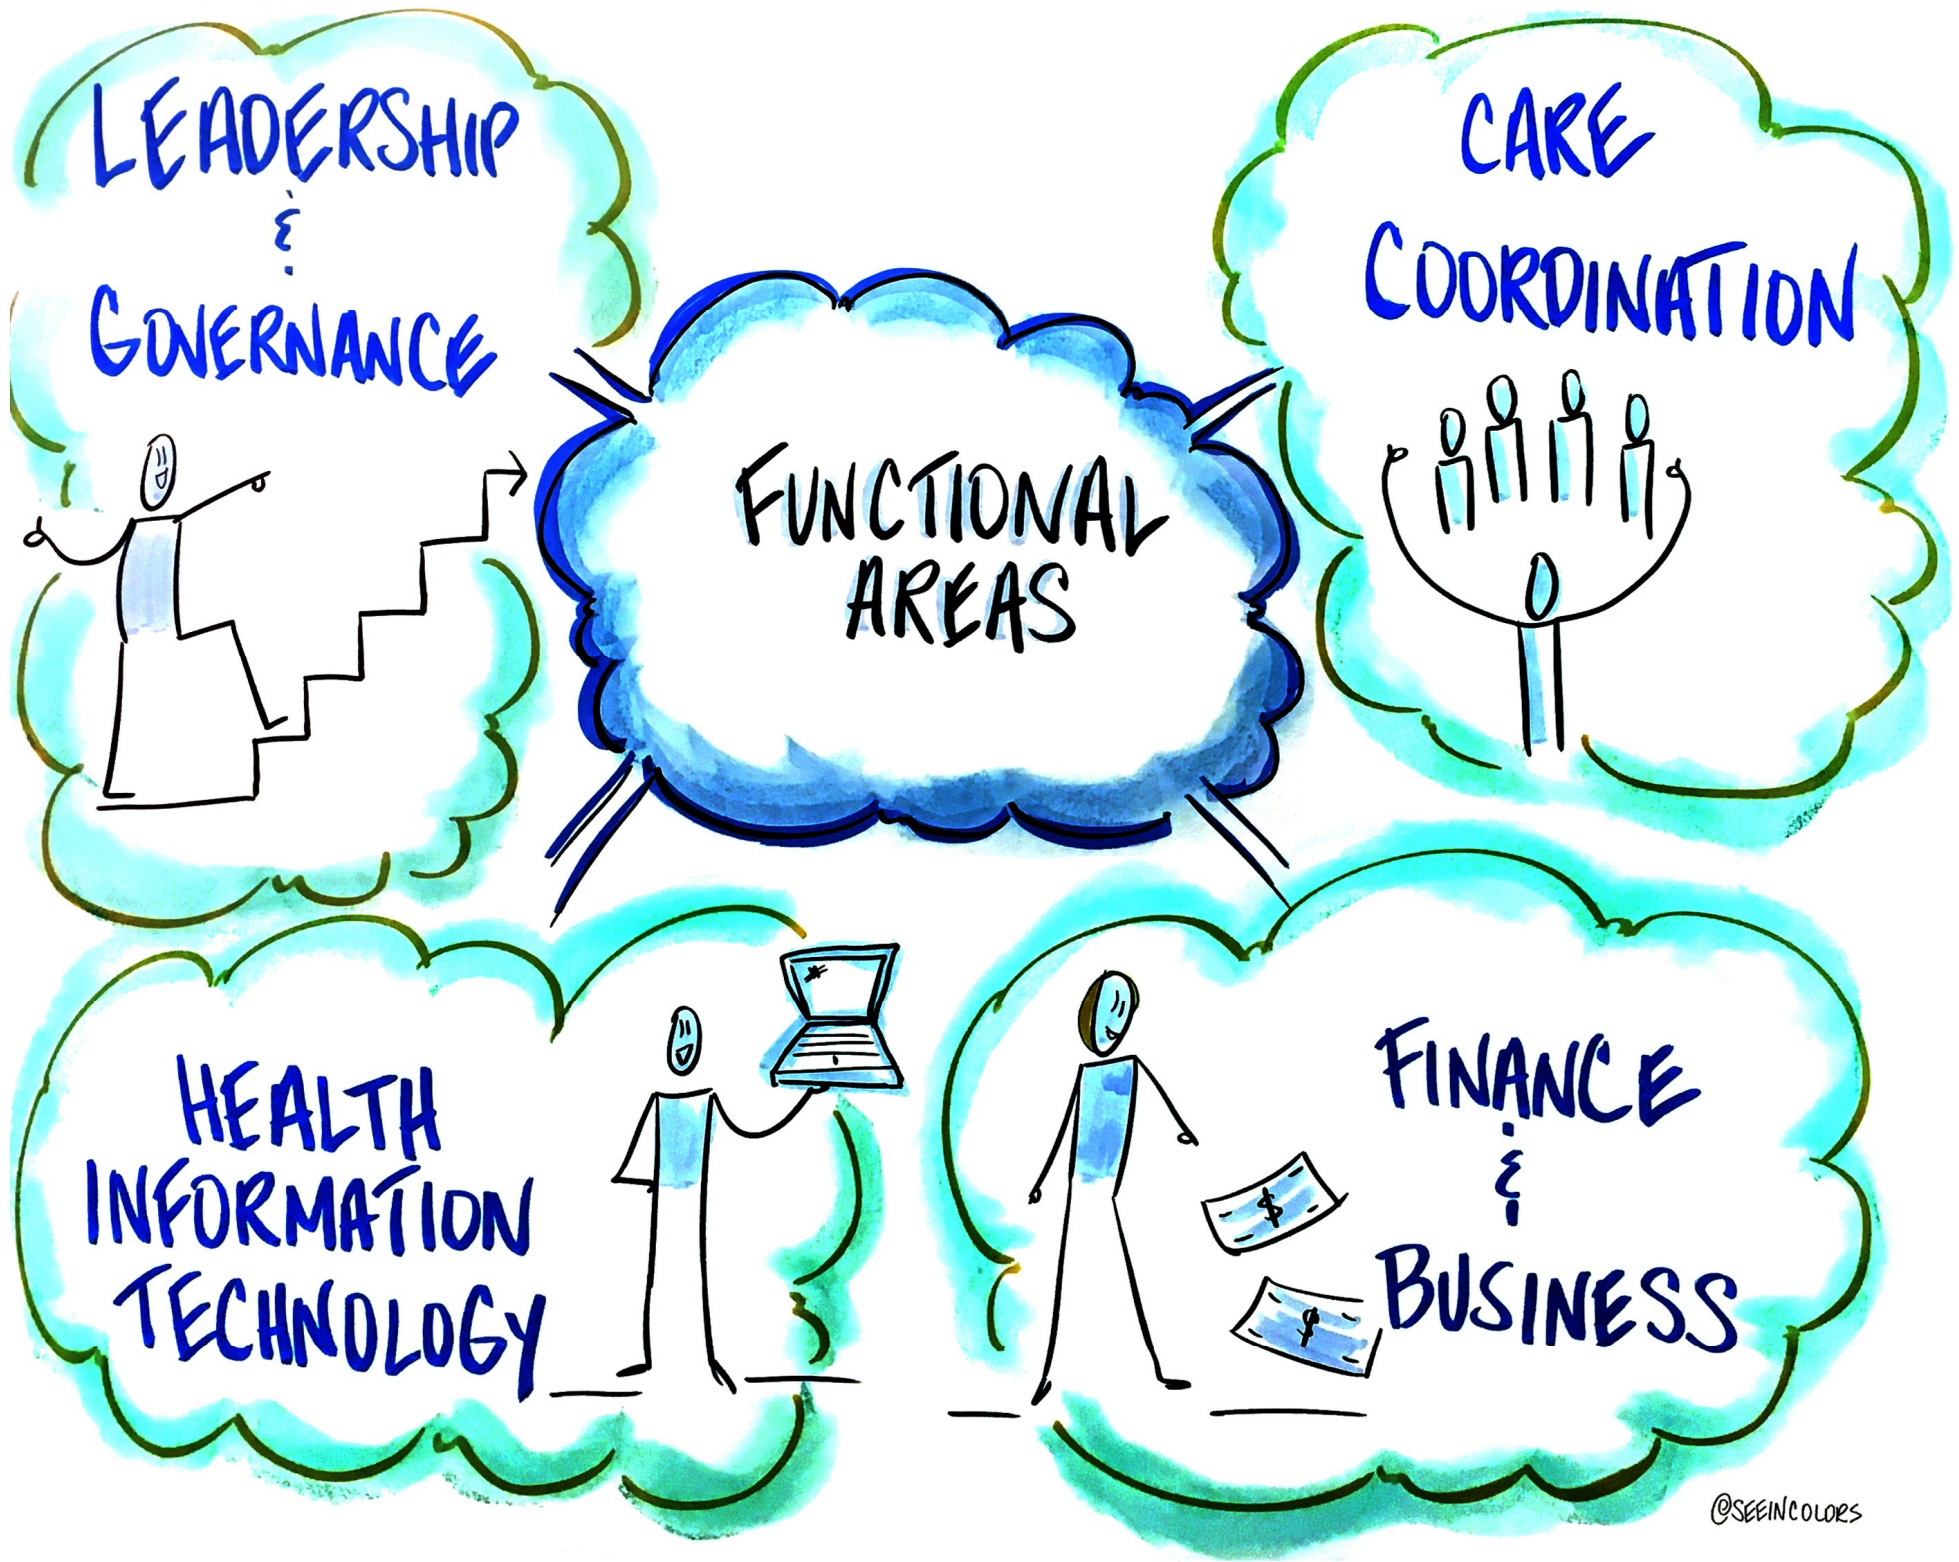 LEADERSHIP
&
GOVERNANCE
CARE
COORDINATION
FUNCTIONAL
AREAS
HEALTH
INFORMATION
TECHNOLOGY
FINANCE
&
BUSINESS
$
$
@SEEINCOLORS